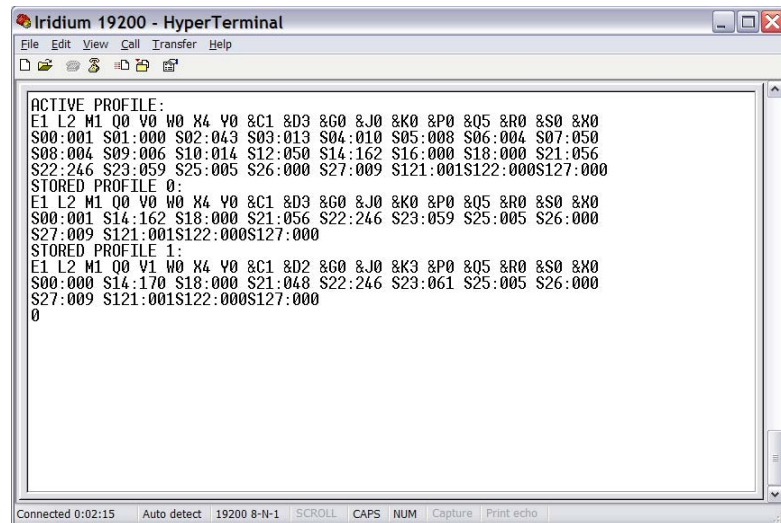 Iridium 19200 - HyperTerminal
File Edit View Call Transfer Help
ACTIVE PROFILE:
E1 L2 M1 Q0 V0 W0 X4 Y0 &C1 &D3 &G0 &J0 &K0 &P0 &Q5 &R0 &S0 &X0
S00:001 S01:000 S02:043 S03:013 S04:010 S05:008 S06:004 S07:050
S08:004 S09:006 S10:014 S12:050 S14:162 S16:000 S18:000 S21:056
S22:246 S23:059 S25:005 S26:000 S27:009 S121:001S122:000S127:000
STORED PROFILE 0:
E1 L2 M1 Q0 V0 W0 X4 Y0 &C1 &D3 &G0 &J0 &K0 &P0 &Q5 &R0 &S0 &X0
S00:001 S14:162 S18:000 S21:056 S22:246 S23:059 S25:005 S26:000
S27:009 S121:001S122:000S127:000
STORED PROFILE 1:
E1 L2 M1 Q0 V1 W0 X4 Y0 &C1 &D2 &G0 &J0 &K3 &P0 &Q5 &R0 &S0 &X0
S00:000 S14:170 S18:000 S21:048 S22:246 S23:061 S25:005 S26:000
S27:009 S121:001S122:000S127:000
0
Connected 0:02:15 Auto detect 19200 8-N-1 SCROLL CAPS NUM Capture Print echo